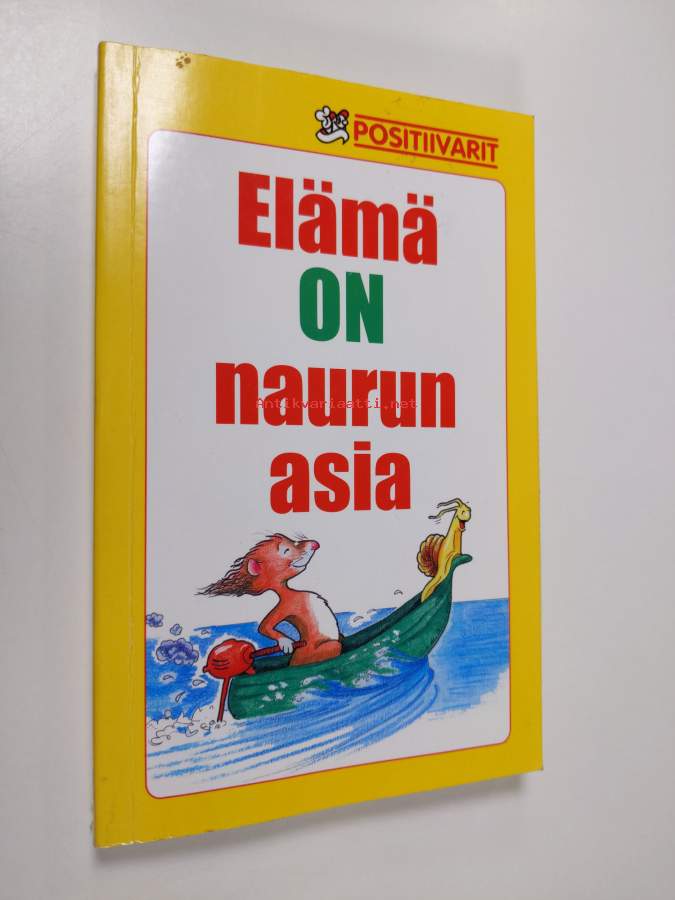 POSITIIVARIT
Elämä
ON
naurun
Antikvariaatti.net
asia